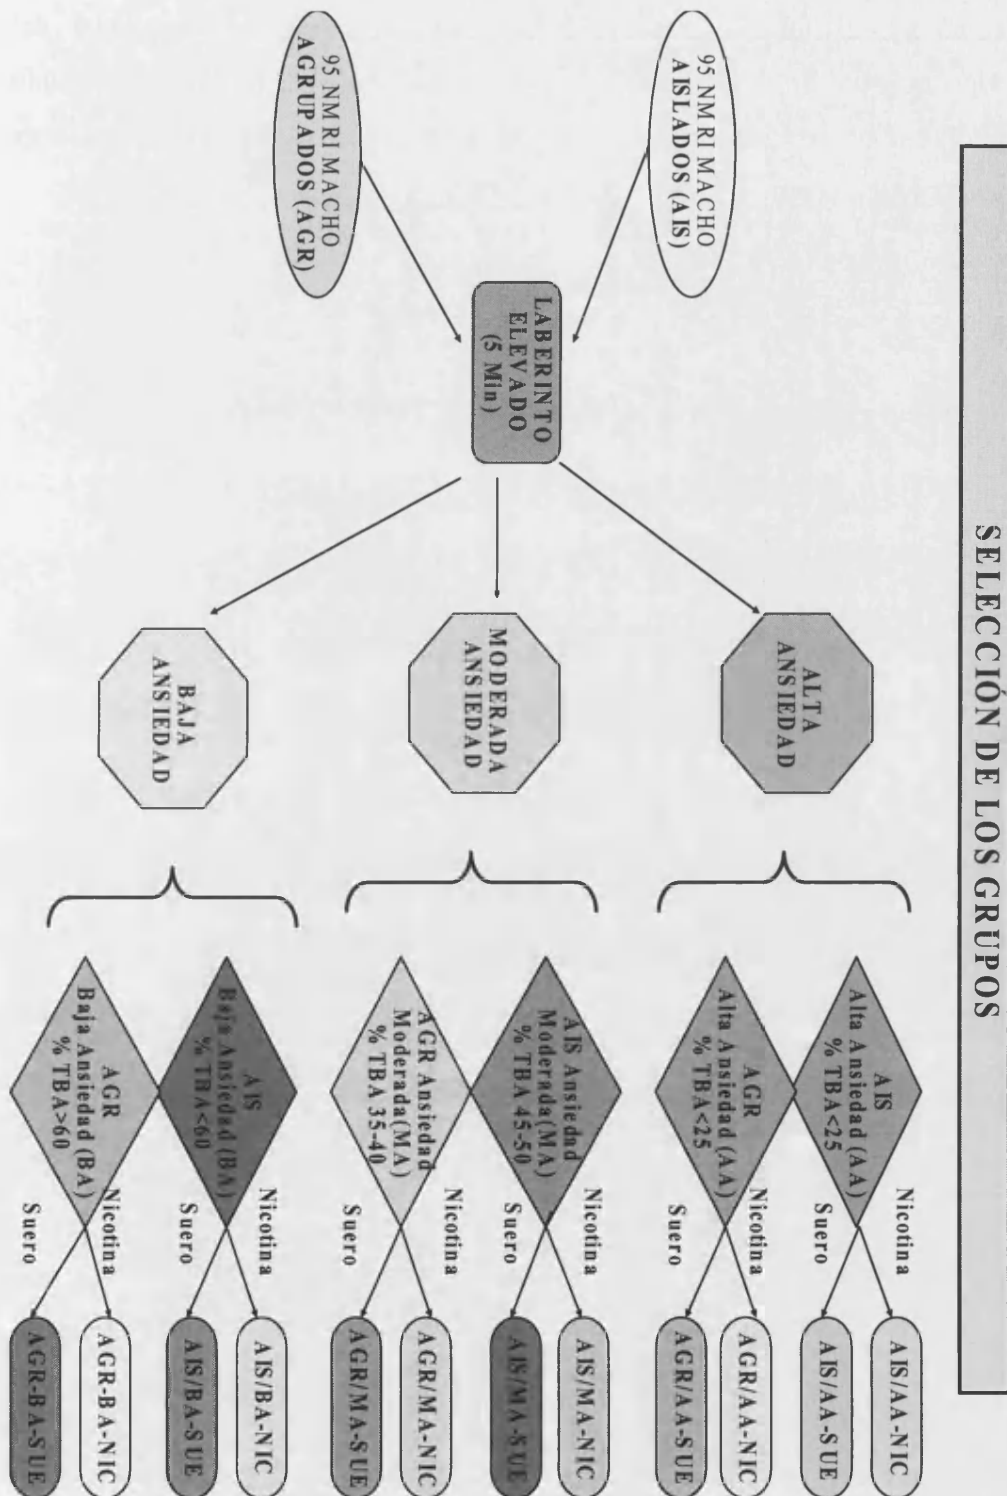 SELECCIÓN DE LOS GRUPOS
95 NMRI MACHO
AISLADOS (AIS)
95 NMRI MACHO
AGRUPADOS (AGR)
LABERINTO
ELEVADO
(5 Min)
ALTA
ANSIEDAD
MODERADA
ANSIEDAD
BAJA
ANSIEDAD
AIS
Alta Ansiedad (AA)
% TBA<25
AGR
Alta Ansiedad (AA)
% TBA<25
AIS Ansiedad
Moderada(MA)
% TBA 45-50
AGR Ansiedad
Moderada(MA)
% TBA 35-40
AIS
Baja Ansiedad (BA)
% TBA<60
AGR
Baja Ansiedad (BA)
% TBA>60
Nicotina
Suero
Nicotina
Suero
Nicotina
Suero
Nicotina
Suero
AIS/AA-NIC
AIS/AA-SUE
AGR/AA-NIC
AGR/AA-SUE
AIS/MA-NIC
AIS/MA-SUE
AGR/MA-NIC
AGR/MA-SUE
AIS/BA-NIC
AIS/BA-SUE
AGR-BA-NIC
AGR-BA-SUE